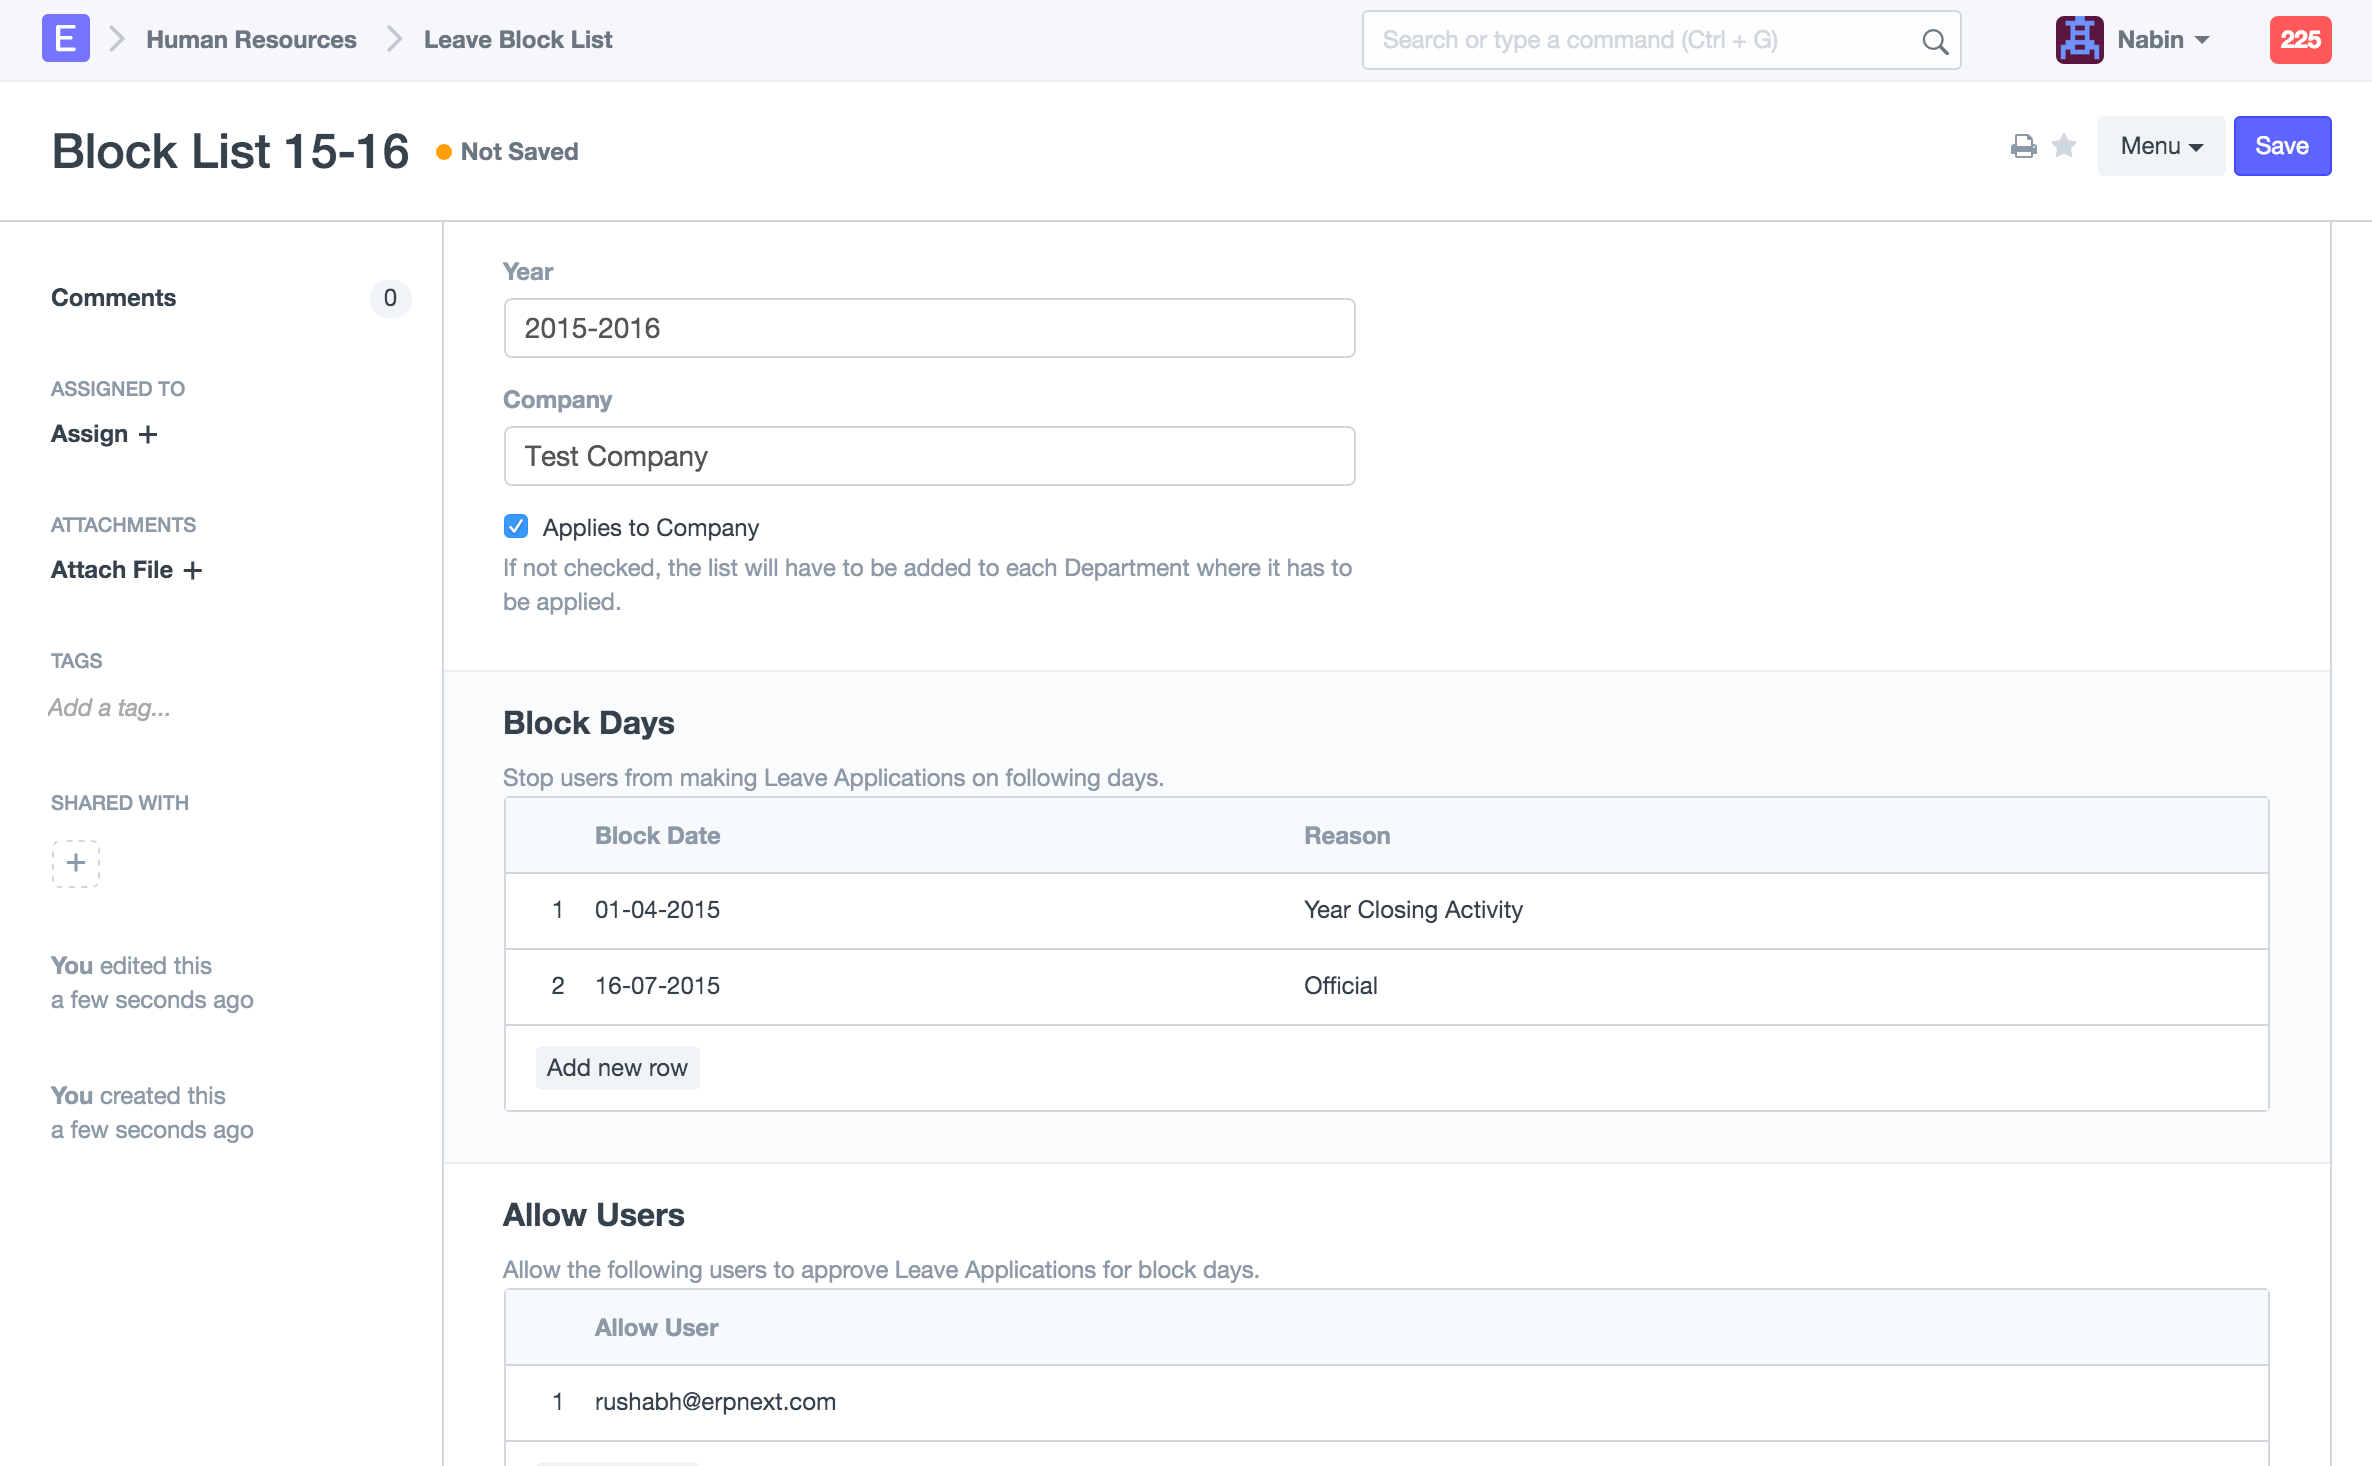 E
Human Resources
Leave Block List
Search or type a command (Ctrl + G)
Nabin
225
Block List 15-16
Not Saved
Menu
Save
Comments
0
ASSIGNED TO
Assign +
ATTACHMENTS
Attach File +
TAGS
Add a tag...
SHARED WITH
+
You edited this
a few seconds ago
You created this
a few seconds ago
Year
2015-2016
Company
Test Company
Applies to Company
If not checked, the list will have to be added to each Department where it has to
be applied.
Block Days
Stop users from making Leave Applications on following days.
Block Date Reason
1 01-04-2015 Year Closing Activity
2 16-07-2015 Official
Add new row
Allow Users
Allow the following users to approve Leave Applications for block days.
Allow User
1 rushabh@erpnext.com